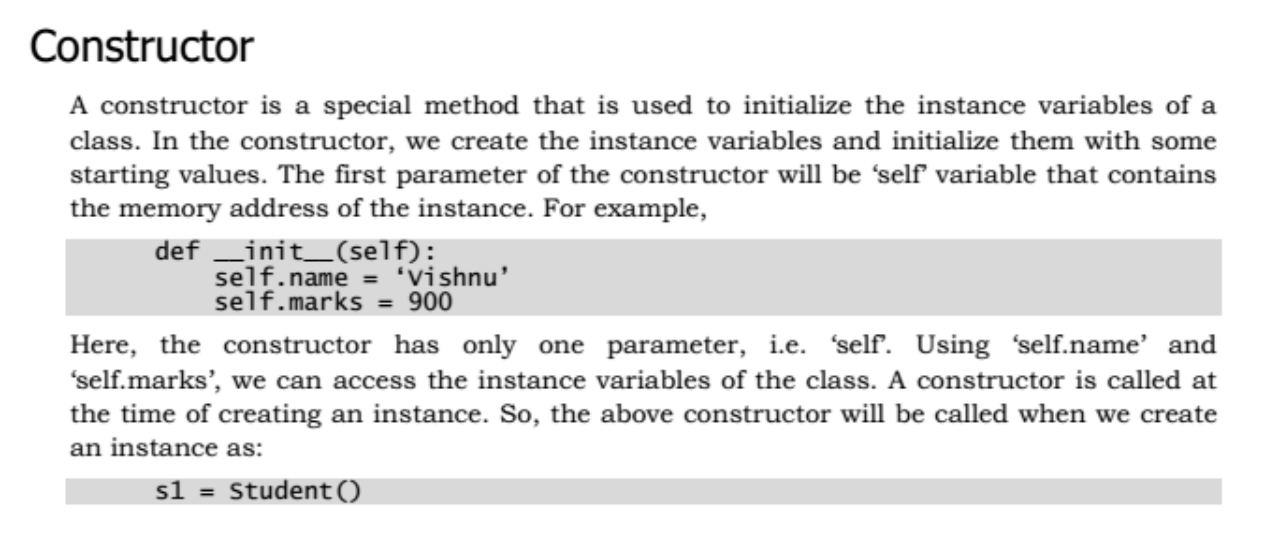 Constructor
A constructor is a special method that is used to initialize the instance variables of a
class. In the constructor, we create the instance variables and initialize them with some
starting values. The first parameter of the constructor will be ‘self’ variable that contains
the memory address of the instance. For example,
def __init__(self):
self.name = ‘Vishnu’
self.marks = 900
Here, the constructor has only one parameter, i.e. ‘self’. Using ‘self.name’ and
‘self.marks’, we can access the instance variables of the class. A constructor is called at
the time of creating an instance. So, the above constructor will be called when we create
an instance as:
s1 = Student()